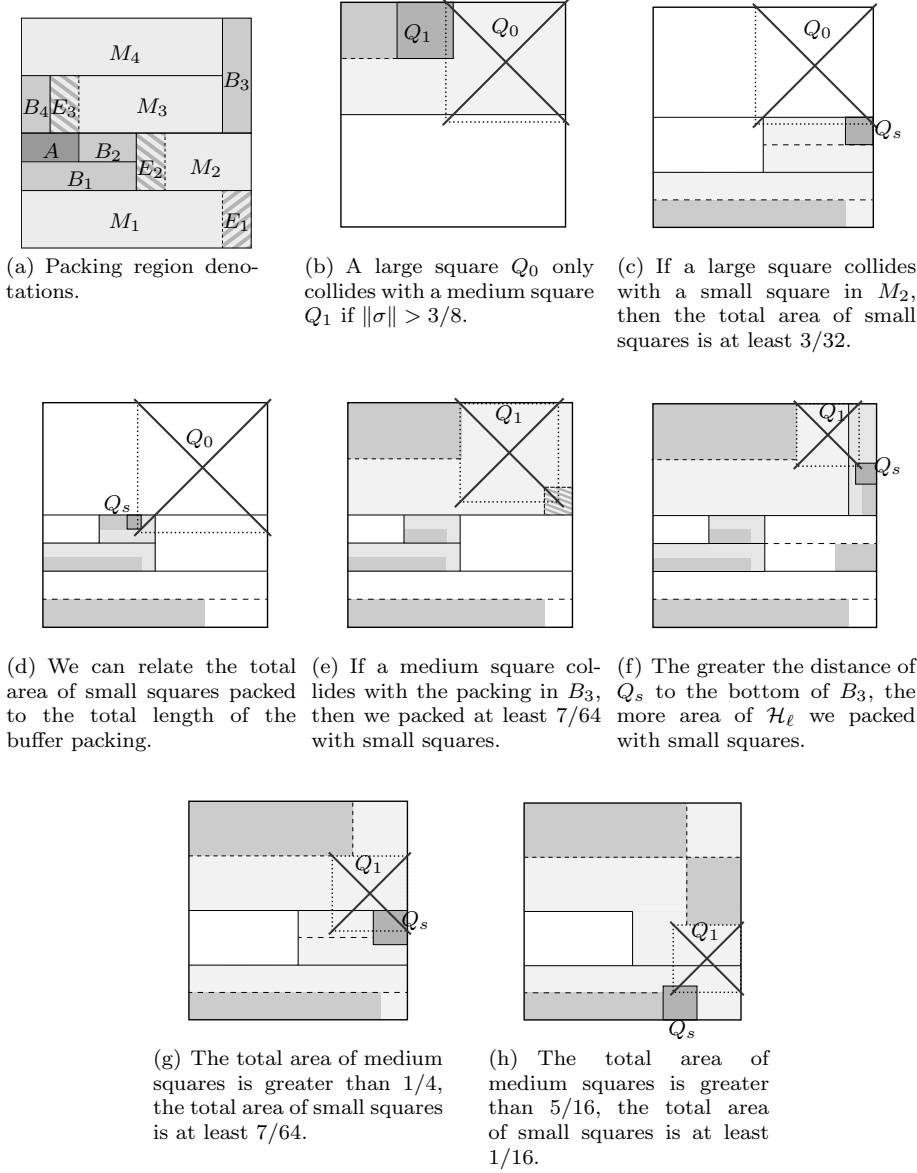 M4
B3
B4 E3 M3
A B2 E2 M2
B1
M1 E1
Q1 Q0
Q0
Qs
(a) Packing region deno-
tations.
(b) A large square Q0 only
collides with a medium square
Q1 if ∥σ∥ > 3/8.
(c) If a large square collides
with a small square in M2,
then the total area of small
squares is at least 3/32.
Q0
Qs
Q1
Q1
Qs
(d) We can relate the total
area of small squares packed
to the total length of the
buffer packing.
(e) If a medium square col-
lides with the packing in B3,
then we packed at least 7/64
with small squares.
(f) The greater the distance of
Qs to the bottom of B3, the
more area of ℋℓ we packed
with small squares.
Q1
Qs
Q1
Qs
(g) The total area of medium
squares is greater than 1/4,
the total area of small squares
is at least 7/64.
(h) The total area of
medium squares is greater
than 5/16, the total area
of small squares is at least
1/16.